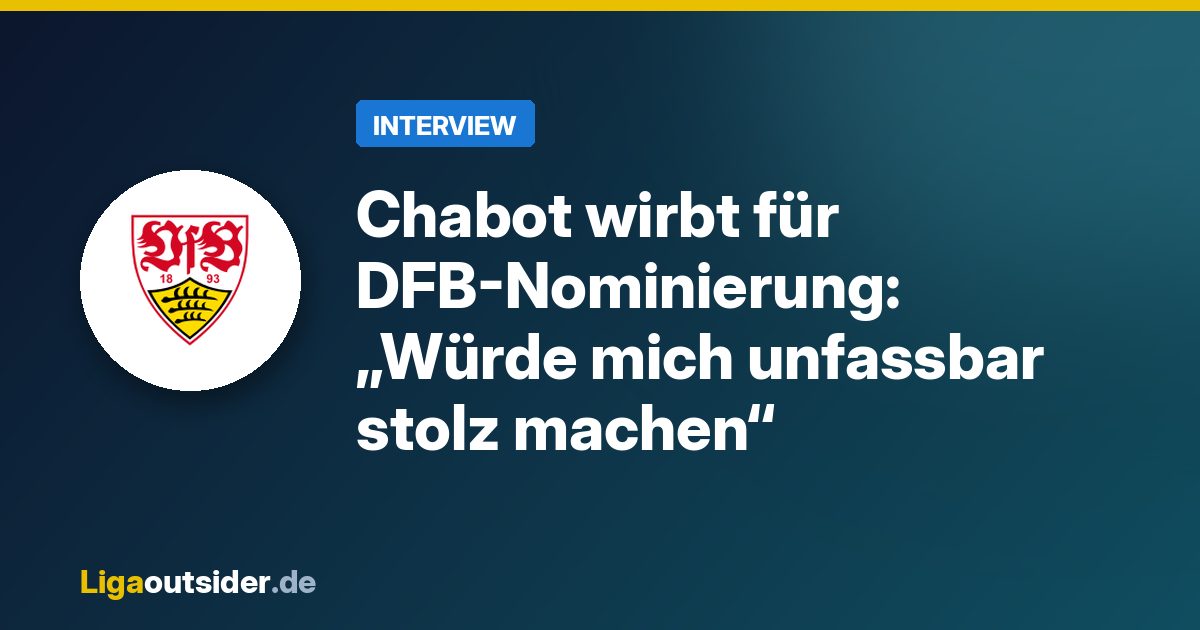 INTERVIEW
Chabot wirbt für
DFB-Nominierung:
„Würde mich unfassbar
stolz machen“
VfB
18 93
Ligaoutsider.de